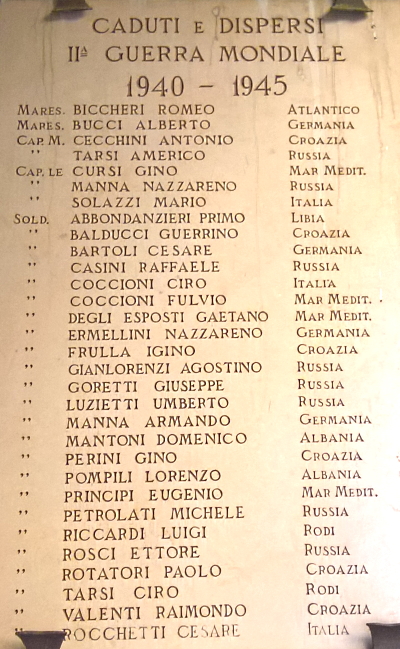 CADUTI E DISPERSI
IIª GUERRA MONDIALE
1940 - 1945
MARES. BICCHERI ROMEO ATLANTICO
MARES. BUCCI ALBERTO GERMANIA
CAP. M. CECCHINI ANTONIO CROAZIA
" TARSI AMERICO RUSSIA
CAP. LE CURSI GINO MAR MEDIT.
" MANNA NAZZARENO RUSSIA
" SOLAZZI MARIO ITALIA
SOLD. ABBONDANZIERI PRIMO LIBIA
" BALDUCCI GUERRINO CROAZIA
" BARTOLI CESARE GERMANIA
" CASINI RAFFAELE RUSSIA
" COCCIONI CIRO ITALIA
" COCCIONI FULVIO MAR MEDIT.
" DEGLI ESPOSTI GAETANO MAR MEDIT.
" ERMELLINI NAZZARENO GERMANIA
" FRULLA IGINO CROAZIA
" GIANLORENZI AGOSTINO RUSSIA
" GORETTI GIUSEPPE RUSSIA
" LUZIETTI UMBERTO RUSSIA
" MANNA ARMANDO GERMANIA
" MANTONI DOMENICO ALBANIA
" PERINI GINO CROAZIA
" POMPILI LORENZO ALBANIA
" PRINCIPI EUGENIO MAR MEDIT.
" PETROLATI MICHELE RUSSIA
" RICCARDI LUIGI RODI
" ROSCI ETTORE RUSSIA
" ROTATORI PAOLO CROAZIA
" TARSI CIRO RODI
" VALENTI RAIMONDO CROAZIA
" ROCCHETTI CESARE ITALIA